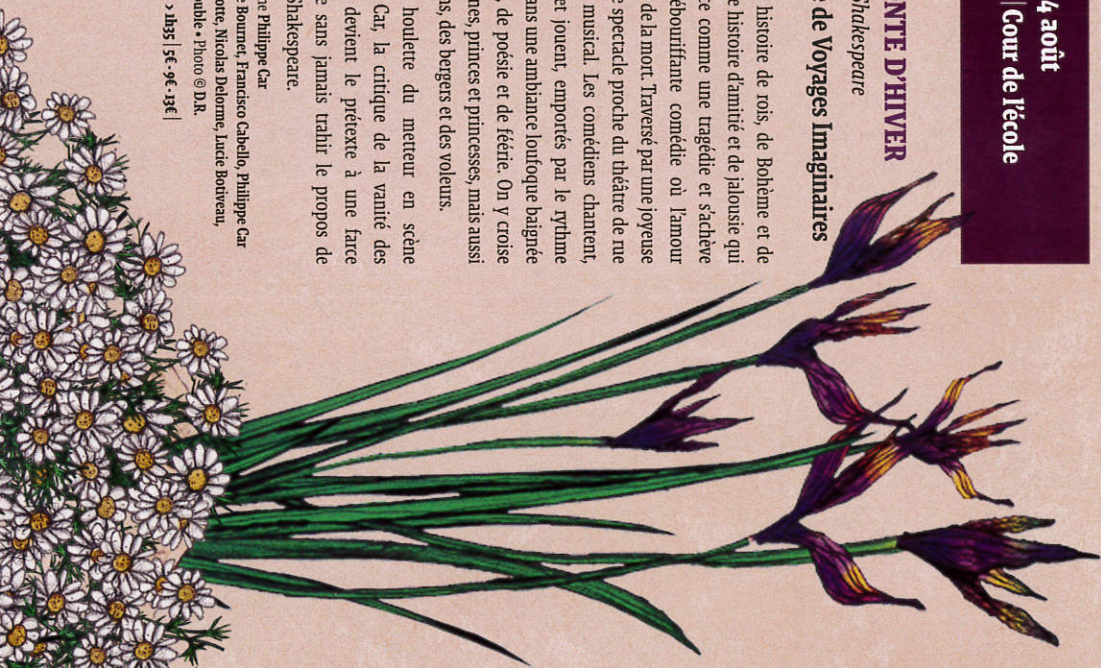 4 août
| Cour de l'école
NTE D'HIVER
Shakespeare
e de Voyages Imaginaires
histoire de rois, de Bohème et de
e histoire d'amitié et de jalousie qui
ce comme une tragédie et s'achève
ébouriffante comédie où l'amour
de la mort. Traversé par une joyeuse
e spectacle proche du théâtre de rue
musical. Les comédiens chantent,
et jouent, emportés par le rythme
ans une ambiance loufoque baignée
, de poésie et de féérie. On y croise
nes, princes et princesses, mais aussi
ns, des bergers et des voleurs.
houlette du metteur en scène
Car, la critique de la vanité des
devient le prétexte à une farce
e sans jamais trahir le propos de
Shakespeare.
ne Philippe Car
e Bournet, Francisco Cabello, Philippe Car
otte, Nicolas Delorme, Lucie Botiveau,
ouble • Photo © D.R.
> 1h35 | 5€ - 9€ - 13€ |